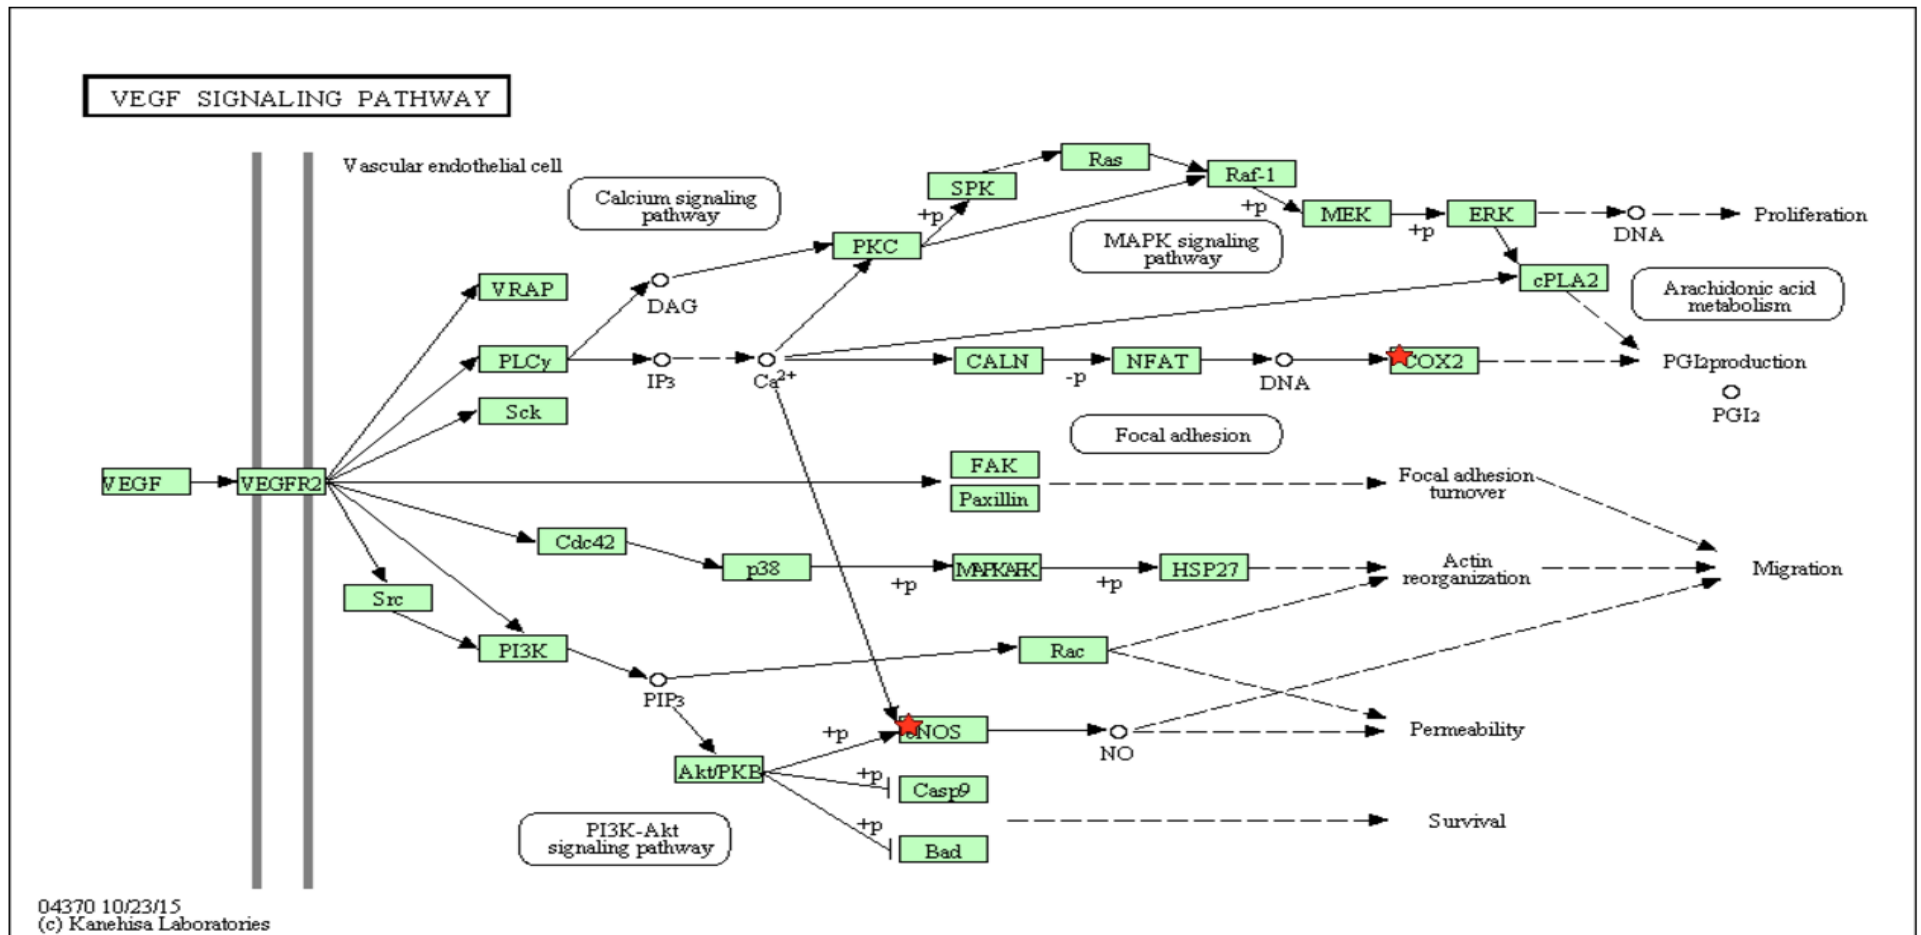 VEGF SIGNALING PATHWAY
Vascular endothelial cell
Calcium signaling
pathway
SPK
Ras
Raf-1
+p
+p
MEK
ERK
+p
DNA
Proliferation
PKC
MAPK signaling
pathway
VRAP
DAG
cPLA2
Arachidonic acid
metabolism
PLCγ
IP3
Ca2+
CALN
-p
NFAT
DNA
COX2
PGI2production
PGI2
Sck
Focal adhesion
VEGF
VEGFR2
FAK
Paxillin
Focal adhesion
turnover
Cdc42
p38
+p
MAPKAPK
+p
HSP27
Actin
reorganization
Migration
Src
PI3K
Rac
PIP3
+p
eNOS
NO
Permeability
Akt/PKB
+p
Casp9
+p
Bad
Survival
PI3K-Akt
signaling pathway
04370 10/23/15
(c) Kanehisa Laboratories